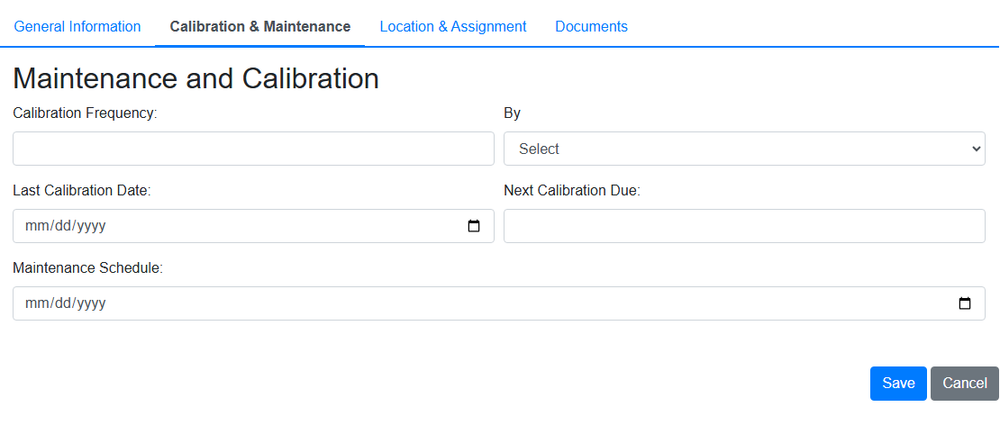 General Information Calibration & Maintenance Location & Assignment Documents
Maintenance and Calibration
Calibration Frequency: By
Select
Last Calibration Date: Next Calibration Due:
mm/dd/yyyy
Maintenance Schedule:
mm/dd/yyyy
Save Cancel